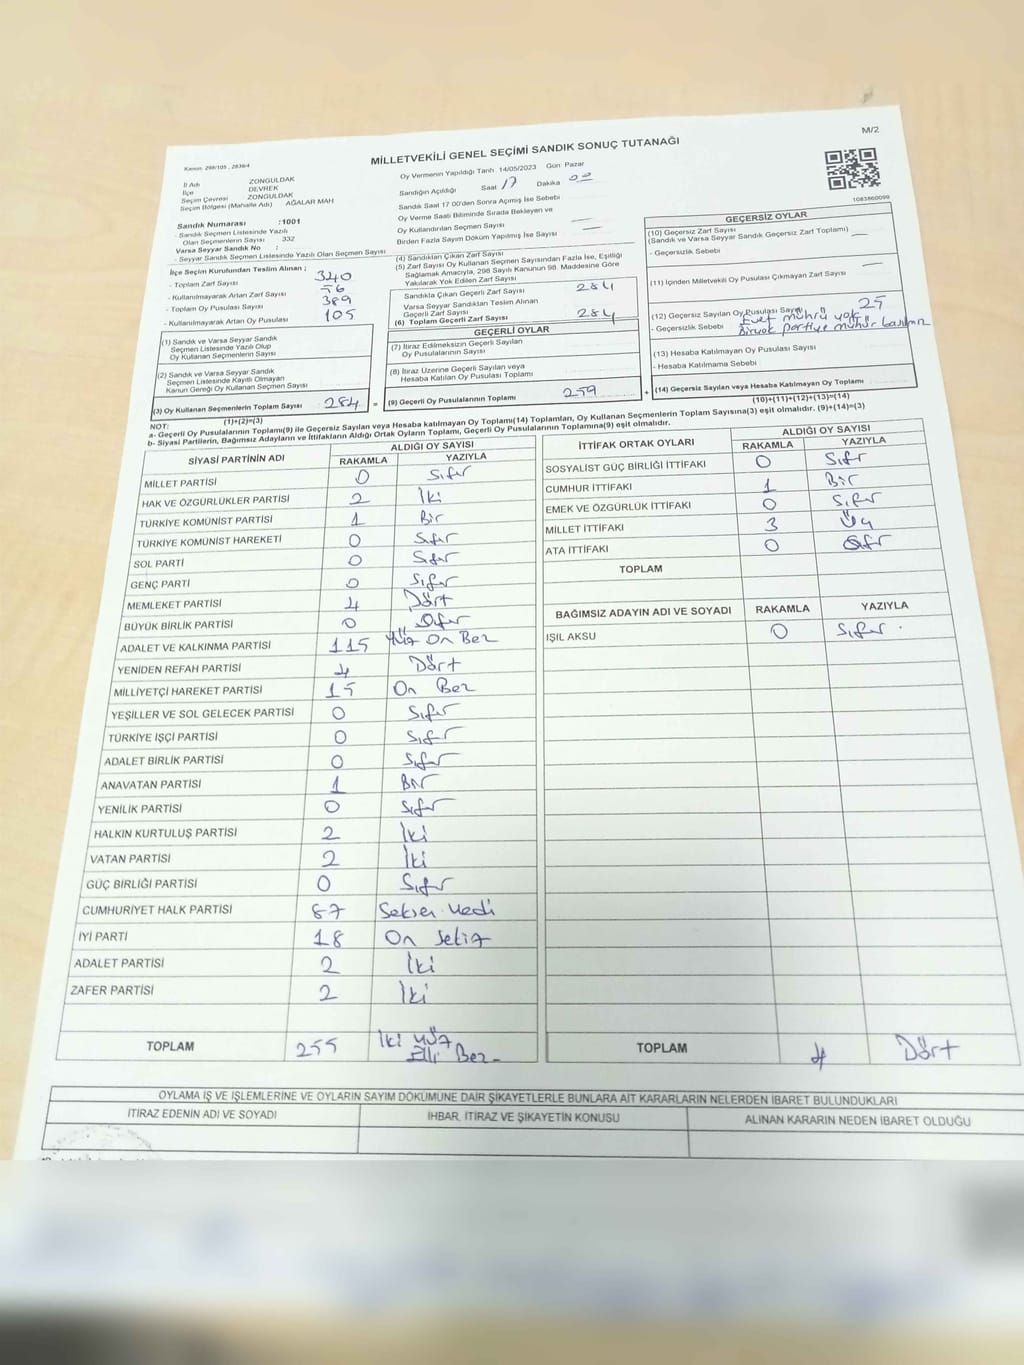 M/2
Kanun: 298/105, 2839/4
MİLLETVEKİLİ GENEL SEÇİMİ SANDIK SONUÇ TUTANAĞI
İl Adı ZONGULDAK
İlçe DEVREK
Seçim Çevresi ZONGULDAK
Seçim Bölgesi (Mahalle Adı) AĞALAR MAH
Sandık Numarası :1001
- Sandık Seçmen Listesinde Yazılı
Olan Seçmenlerin Sayısı 332
Varsa Seyyar Sandık No :
- Seyyar Sandık Seçmen Listesinde Yazılı Olan Seçmen Sayısı
Oy Vermenin Yapıldığı Tarih 14/05/2023 Gün: Pazar
Sandığın Açıldığı Saat 17 Dakika 00
Sandık Saat 17 00'den Sonra Açımış İse Sebebi
Oy Verme Saati Bitiminde Sırada Bekleyen ve
Oy Kullandırılan Seçmen Sayısı —
Birden Fazla Sayım Döküm Yapılmış İse Sayısı —
1083860099
İlçe Seçim Kurulundan Teslim Alınan ;
- Toplam Zarf Sayısı 340
- Kullanılmayarak Artan Zarf Sayısı 56
- Toplam Oy Pusulası Sayısı 389
- Kullanılmayarak Artan Oy Pusulası 105
(1) Sandık ve Varsa Seyyar Sandık
Seçmen Listesinde Yazılı Olup
Oy Kullanan Seçmenlerin Sayısı
(2) Sandık ve Varsa Seyyar Sandık
Seçmen Listesinde Kayıtlı Olmayan
Kanun Gereği Oy Kullanan Seçmen Sayısı
(3) Oy Kullanan Seçmenlerin Toplam Sayısı 284 =
(1)+(2)=(3)
(4) Sandıktan Çıkan Zarf Sayısı
(5) Zarf Sayısı Oy Kullanan Seçmen Sayısından Fazla İse, Eşitliği
Sağlamak Amacıyla, 298 Sayılı Kanunun 98. Maddesine Göre
Yakılarak Yok Edilen Zarf Sayısı
Sandıkta Çıkan Geçerli Zarf Sayısı 284
Varsa Seyyar Sandıktan Teslim Alınan
Geçerli Zarf Sayısı
(6) Toplam Geçerli Zarf Sayısı 284
GEÇERLİ OYLAR
(7) İtiraz Edilmeksizin Geçerli Sayılan
Oy Pusulalarının Sayısı
(8) İtiraz Üzerine Geçerli Sayılan veya
Hesaba Katılan Oy Pusulası Toplamı
(9) Geçerli Oy Pusulalarının Toplamı 259 +
GEÇERSİZ OYLAR
(10) Geçersiz Zarf Sayısı —
(Sandık ve Varsa Seyyar Sandık Geçersiz Zarf Toplamı)
- Geçersizlik Sebebi
(11) İçinden Milletvekili Oy Pusulası Çıkmayan Zarf Sayısı —
(12) Geçersiz Sayılan Oy Pusulası Sayısı 25
- Geçersizlik Sebebi Evet mührü yok
Birçok partiye mühür basılmış
(13) Hesaba Katılmayan Oy Pusulası Sayısı
- Hesaba Katılmama Sebebi
(14) Geçersiz Sayılan veya Hesaba Katılmayan Oy Toplamı
(10)+(11)+(12)+(13)=(14)
NOT:
a- Geçerli Oy Pusulalarının Toplamı(9) ile Geçersiz Sayılan veya Hesaba katılmayan Oy Toplamı(14) Toplamları, Oy Kullanan Seçmenlerin Toplam Sayısına(3) eşit olmalıdır. (9)+(14)=(3)
b- Siyasi Partilerin, Bağımsız Adayların ve İttifakların Aldığı Ortak Oyların Toplamı, Geçerli Oy Pusulalarının Toplamına(9) eşit olmalıdır.
SİYASİ PARTİNİN ADI ALDIĞI OY SAYISI
RAKAMLA YAZIYLA
MİLLET PARTİSİ 0 Sıfır
HAK VE ÖZGÜRLÜKLER PARTİSİ 2 İki
TÜRKİYE KOMÜNİST PARTİSİ 1 Bir
TÜRKİYE KOMÜNİST HAREKETİ 0 Sıfır
SOL PARTİ 0 Sıfır
GENÇ PARTİ 0 Sıfır
MEMLEKET PARTİSİ 4 Dört
BÜYÜK BİRLİK PARTİSİ 0 Sıfır
ADALET VE KALKINMA PARTİSİ 115 Yüz On Beş
YENİDEN REFAH PARTİSİ 4 Dört
MİLLİYETÇİ HAREKET PARTİSİ 15 On Beş
YEŞİLLER VE SOL GELECEK PARTİSİ 0 Sıfır
TÜRKİYE İŞÇİ PARTİSİ 0 Sıfır
ADALET BİRLİK PARTİSİ 0 Sıfır
ANAVATAN PARTİSİ 1 Bir
YENİLİK PARTİSİ 0 Sıfır
HALKIN KURTULUŞ PARTİSİ 2 İki
VATAN PARTİSİ 2 İki
GÜÇ BİRLİĞİ PARTİSİ 0 Sıfır
CUMHURİYET HALK PARTİSİ 87 Seksen Yedi
İYİ PARTİ 18 On Sekiz
ADALET PARTİSİ 2 İki
ZAFER PARTİSİ 2 İki
TOPLAM 255 İki Yüz
Elli Beş
İTTİFAK ORTAK OYLARI ALDIĞI OY SAYISI
RAKAMLA YAZIYLA
SOSYALİST GÜÇ BİRLİĞİ İTTİFAKI 0 Sıfır
CUMHUR İTTİFAKI 1 Bir
EMEK VE ÖZGÜRLÜK İTTİFAKI 0 Sıfır
MİLLET İTTİFAKI 3 Üç
ATA İTTİFAKI 0 Sıfır
TOPLAM
BAĞIMSIZ ADAYIN ADI VE SOYADI RAKAMLA YAZIYLA
IŞIL AKSU 0 Sıfır.
TOPLAM 4 Dört
OYLAMA İŞ VE İŞLEMLERİNE VE OYLARIN SAYIM DÖKÜMÜNE DAİR ŞİKAYETLERLE BUNLARA AİT KARARLARIN NELERDEN İBARET BULUNDUKLARI
İTİRAZ EDENİN ADI VE SOYADI İHBAR, İTİRAZ VE ŞİKAYETİN KONUSU ALINAN KARARIN NEDEN İBARET OLDUĞU